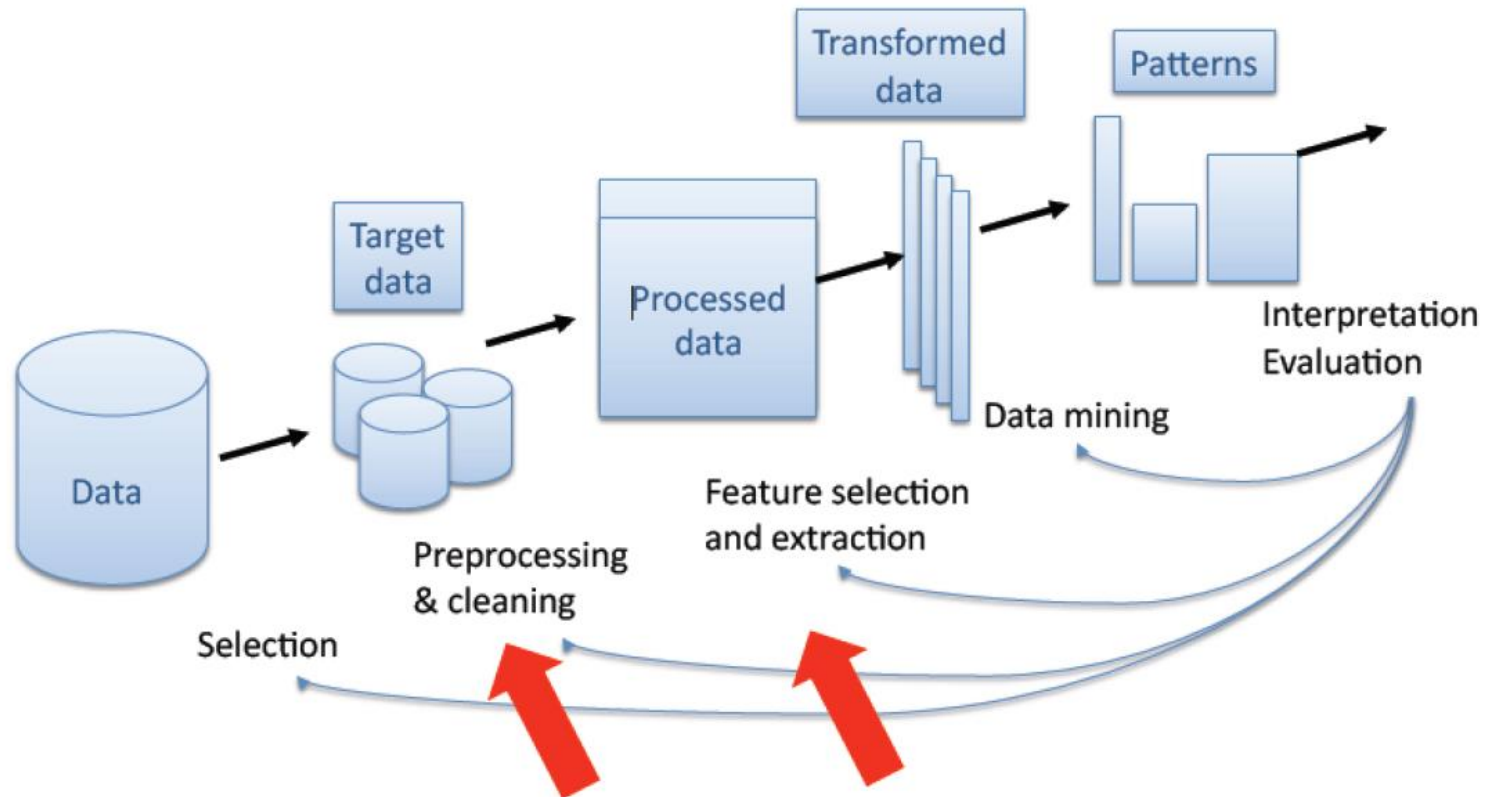 Transformed
data
Patterns
Target
data
Processed
data
Data
Interpretation
Evaluation
Data mining
Feature selection
and extraction
Preprocessing
& cleaning
Selection